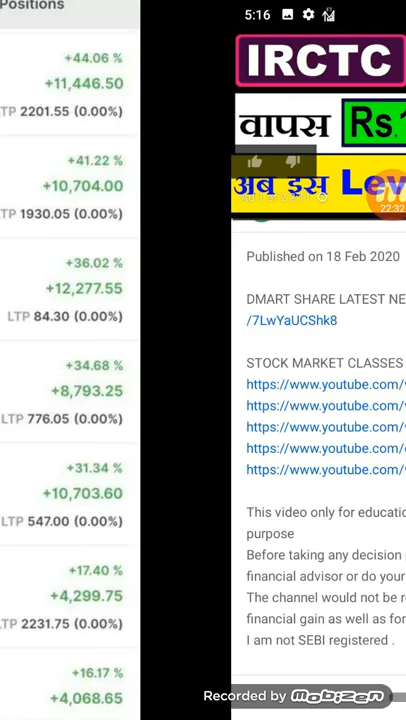 Positions
+44.06 %
+11,446.50
LTP 2201.55 (0.00%)
+41.22 %
+10,704.00
LTP 1930.05 (0.00%)
+36.02 %
+12,277.55
LTP 84.30 (0.00%)
+34.68 %
+8,793.25
LTP 776.05 (0.00%)
+31.34 %
+10,703.60
LTP 547.00 (0.00%)
+17.40 %
+4,299.75
LTP 2231.75 (0.00%)
+16.17 %
+4,068.65
5:16
IRCTC
वापस Rs.1
अब इस Lev
22:32
Published on 18 Feb 2020
DMART SHARE LATEST NE
/7LwYaUCShk8
STOCK MARKET CLASSES
https://www.youtube.com/
https://www.youtube.com/
https://www.youtube.com/
https://www.youtube.com/
https://www.youtube.com/
This video only for educatio
purpose
Before taking any decision
financial advisor or do your
The channel would not be re
financial gain as well as for
I am not SEBI registered .
Recorded by mobizen